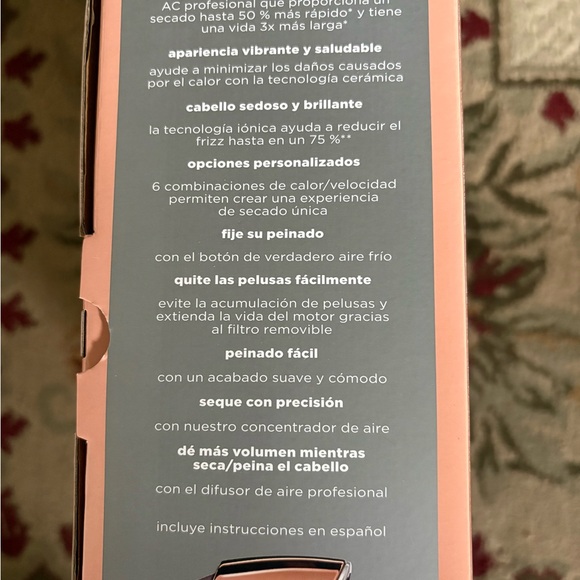 AC profesional que proporciona un
secado hasta 50 % más rápido* y tiene
una vida 3x más larga*
apariencia vibrante y saludable
ayude a minimizar los daños causados
por el calor con la tecnología cerámica
cabello sedoso y brillante
la tecnología iónica ayuda a reducir el
frizz hasta en un 75 %**
opciones personalizados
6 combinaciones de calor/velocidad
permiten crear una experiencia
de secado única
fije su peinado
con el botón de verdadero aire frío
quite las pelusas fácilmente
evite la acumulación de pelusas y
extienda la vida del motor gracias
al filtro removible
peinado fácil
con un acabado suave y cómodo
seque con precisión
con nuestro concentrador de aire
dé más volumen mientras
seca/peina el cabello
con el difusor de aire profesional
incluye instrucciones en español